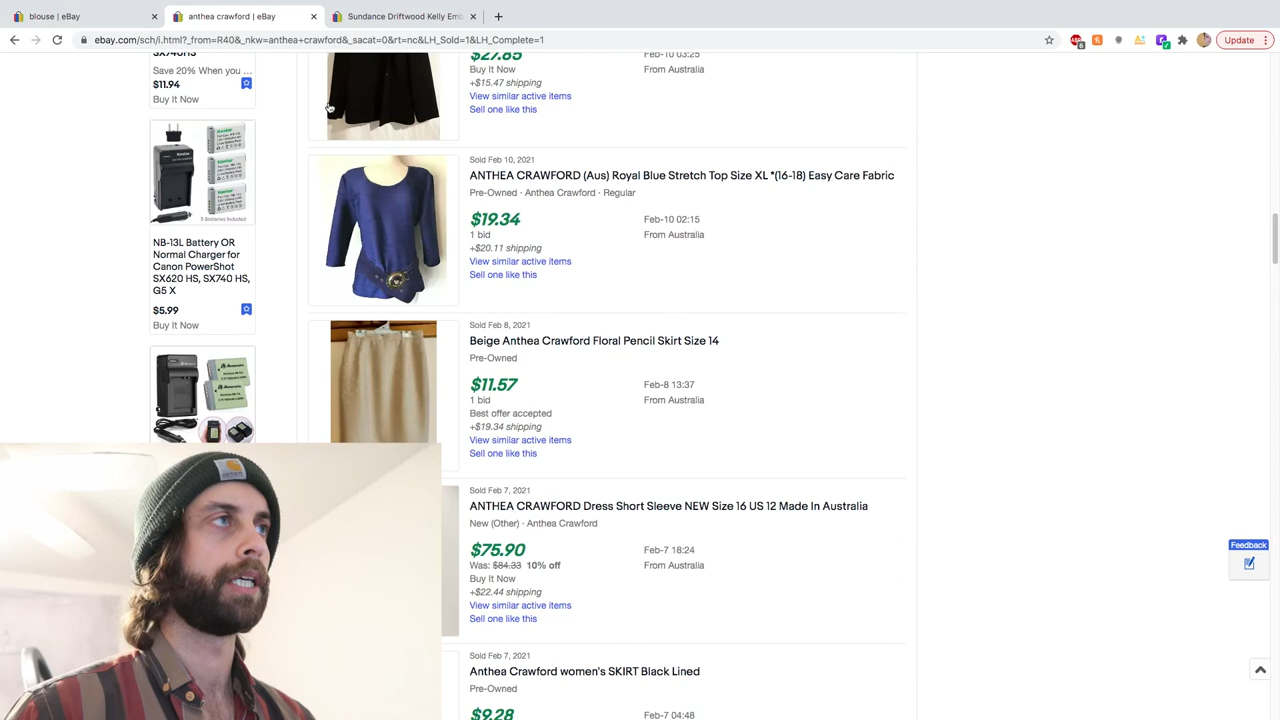 blouse | eBay
anthea crawford | eBay
Sundance Driftwood Kelly Emb
ebay.com/sch/i.html?_from=R40&_nkw=anthea+crawford&_sacat=0&rt=nc&LH_Sold=1&LH_Complete=1
Update
SX740HS
Save 20% When you ...
$11.94
Buy It Now
NB-13L Battery OR
Normal Charger for
Canon PowerShot
SX620 HS, SX740 HS,
G5 X
$5.99
Buy It Now
$27.85
Feb-10 03:25
Buy It Now
From Australia
+$15.47 shipping
View similar active items
Sell one like this
Sold Feb 10, 2021
ANTHEA CRAWFORD (Aus) Royal Blue Stretch Top Size XL *(16-18) Easy Care Fabric
Pre-Owned · Anthea Crawford · Regular
$19.34
Feb-10 02:15
1 bid
From Australia
+$20.11 shipping
View similar active items
Sell one like this
Sold Feb 8, 2021
Beige Anthea Crawford Floral Pencil Skirt Size 14
Pre-Owned
$11.57
Feb-8 13:37
1 bid
From Australia
Best offer accepted
+$19.34 shipping
View similar active items
Sell one like this
Sold Feb 7, 2021
ANTHEA CRAWFORD Dress Short Sleeve NEW Size 16 US 12 Made In Australia
New (Other) · Anthea Crawford
$75.90
Feb-7 18:24
Was: $84.33 10% off
From Australia
Buy It Now
+$22.44 shipping
View similar active items
Sell one like this
Sold Feb 7, 2021
Anthea Crawford women's SKIRT Black Lined
Pre-Owned
$9.28
Feb-7 04:48
Feedback